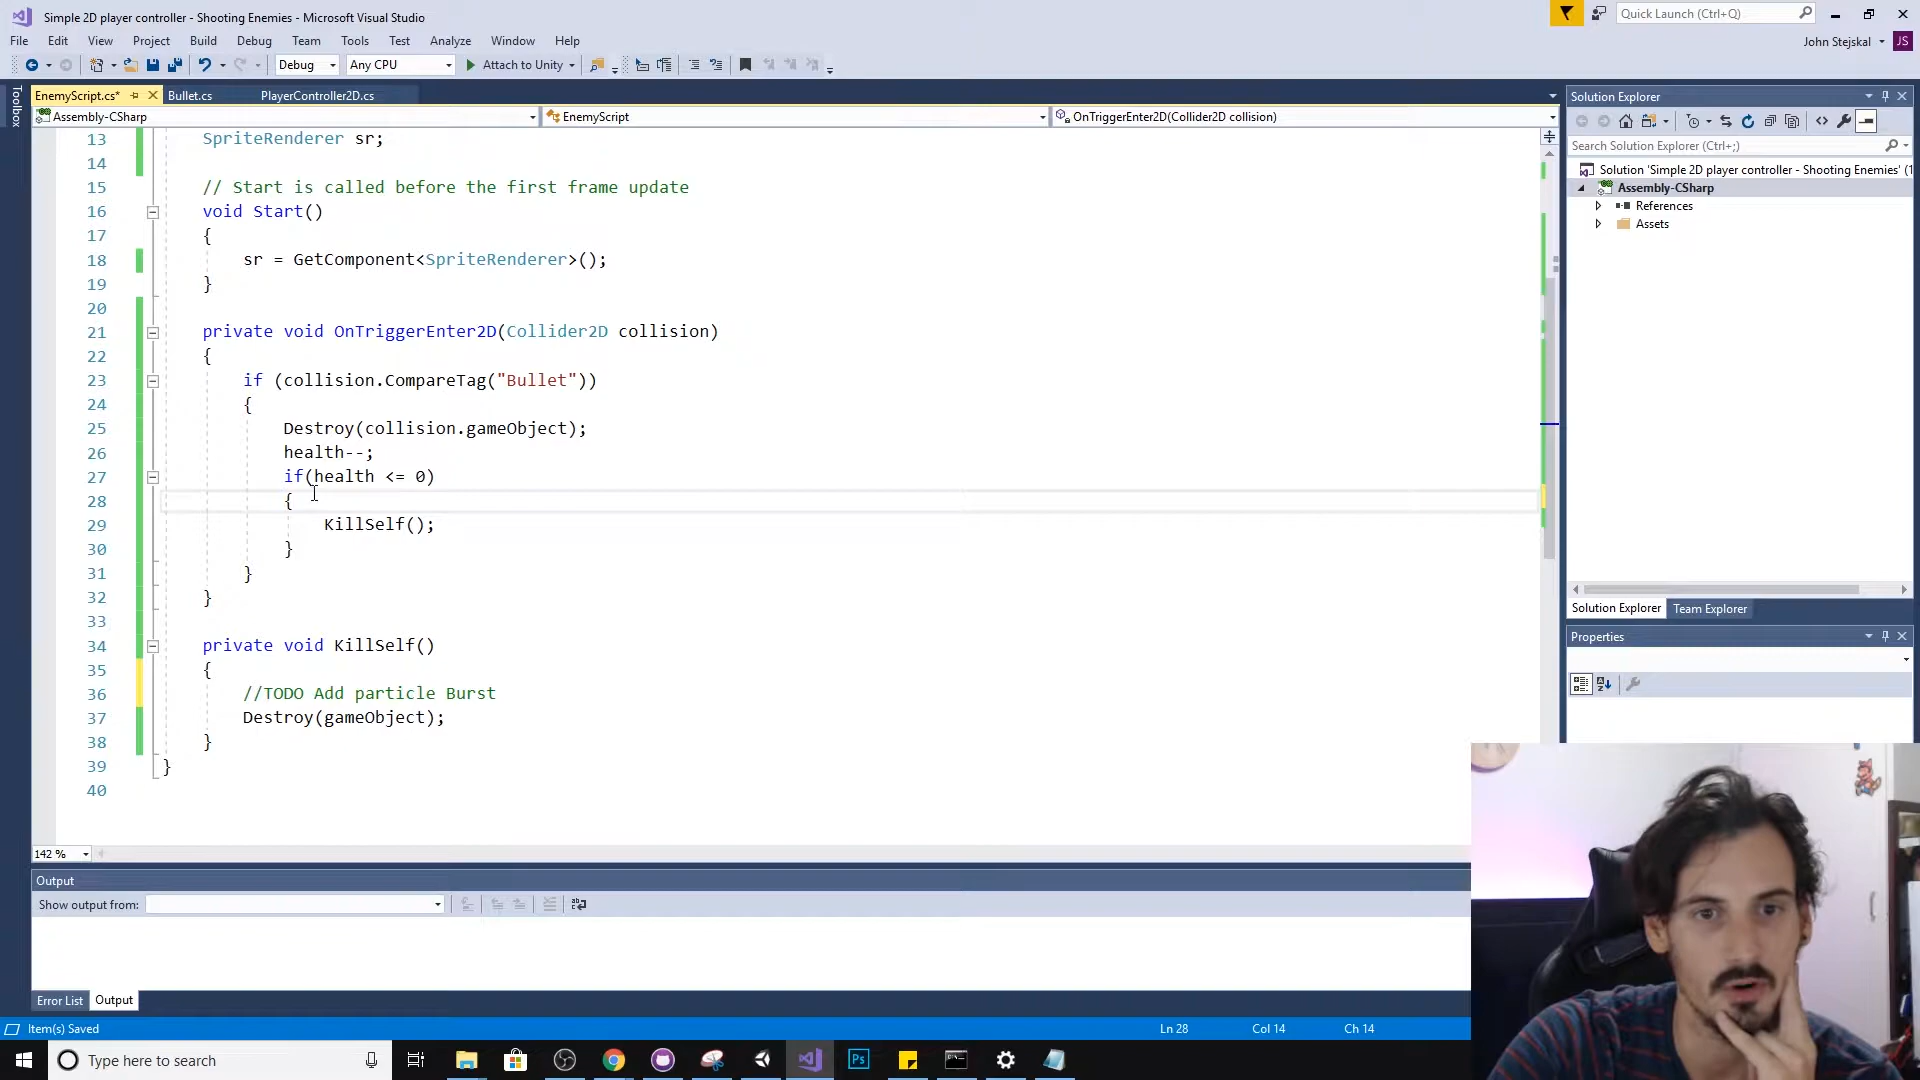 Simple 2D player controller - Shooting Enemies - Microsoft Visual Studio
Quick Launch (Ctrl+Q)
File Edit View Project Build Debug Team Tools Test Analyze Window Help
John Stejskal JS
Debug Any CPU Attach to Unity
Toolbox
EnemyScript.cs* Bullet.cs PlayerController2D.cs
Assembly-CSharp EnemyScript OnTriggerEnter2D(Collider2D collision)
13 SpriteRenderer sr;
14
15 // Start is called before the first frame update
16 void Start()
17 {
18 sr = GetComponent<SpriteRenderer>();
19 }
20
21 private void OnTriggerEnter2D(Collider2D collision)
22 {
23 if (collision.CompareTag("Bullet"))
24 {
25 Destroy(collision.gameObject);
26 health--;
27 if(health <= 0)
28 {
29 KillSelf();
30 }
31 }
32 }
33
34 private void KillSelf()
35 {
36 //TODO Add particle Burst
37 Destroy(gameObject);
38 }
39 }
40
142 %
Solution Explorer
Search Solution Explorer (Ctrl+;)
Solution 'Simple 2D player controller - Shooting Enemies' (1
Assembly-CSharp
References
Assets
Solution Explorer Team Explorer
Properties
Output
Show output from:
Error List Output
Item(s) Saved Ln 28 Col 14 Ch 14
Type here to search
Ps